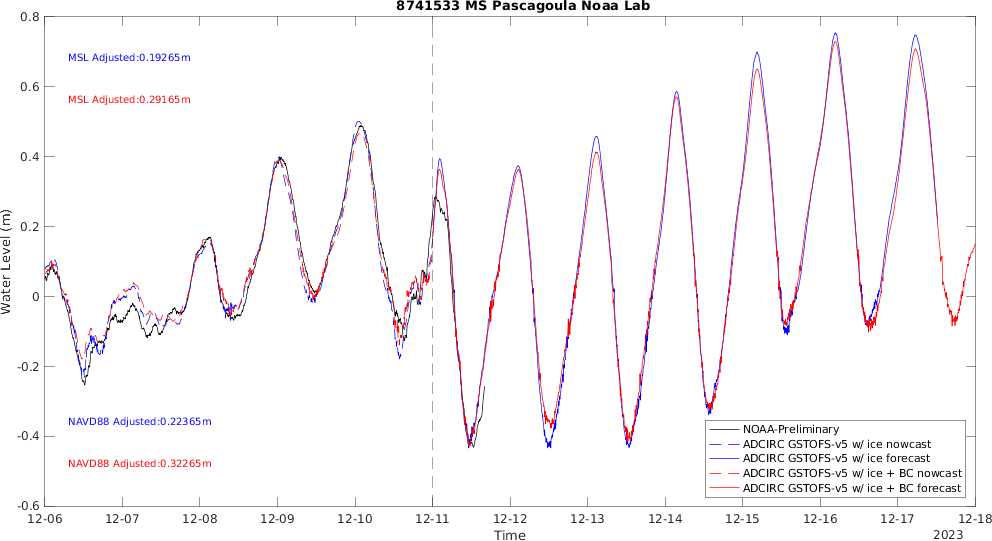 8741533 MS Pascagoula Noaa Lab
0.8
0.6
0.4
0.2
0
-0.2
-0.4
-0.6
Water Level (m)
MSL Adjusted:0.19265m
MSL Adjusted:0.29165m
NAVD88 Adjusted:0.22365m
NAVD88 Adjusted:0.32265m
NOAA-Preliminary
ADCIRC GSTOFS-v5 w/ ice nowcast
ADCIRC GSTOFS-v5 w/ ice forecast
ADCIRC GSTOFS-v5 w/ ice + BC nowcast
ADCIRC GSTOFS-v5 w/ ice + BC forecast
12-06 12-07 12-08 12-09 12-10 12-11 12-12 12-13 12-14 12-15 12-16 12-17 12-18
Time
2023